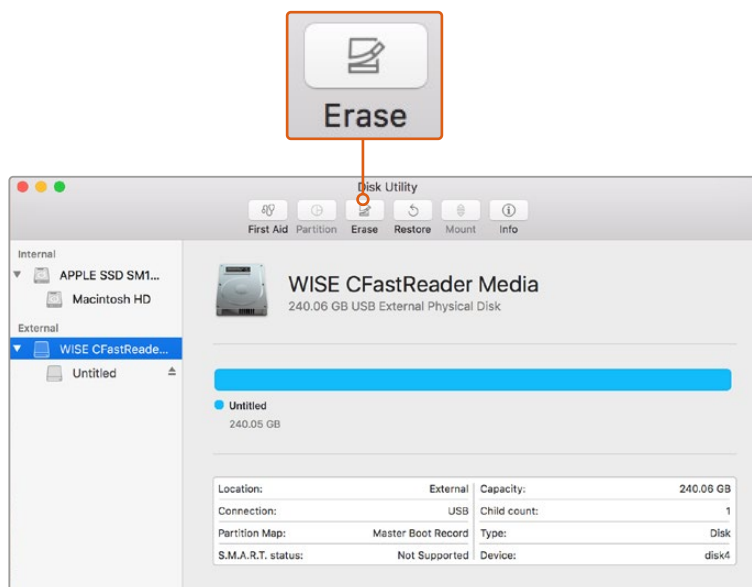 Erase
Disk Utility
First Aid Partition Erase Restore Mount Info
Internal
APPLE SSD SM1...
Macintosh HD
External
WISE CFastReade...
Untitled
WISE CFastReader Media
240.06 GB USB External Physical Disk
Untitled
240.05 GB
Location: External Capacity: 240.06 GB
Connection: USB Child count: 1
Partition Map: Master Boot Record Type: Disk
S.M.A.R.T. status: Not Supported Device: disk4